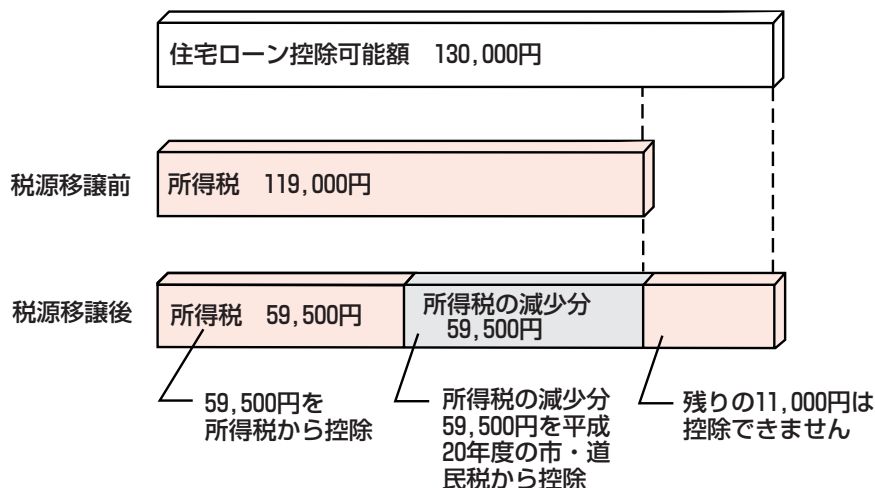 住宅ローン控除可能額 130,000円
税源移譲前
所得税 119,000円
税源移譲後
所得税 59,500円
所得税の減少分
59,500円
59,500円を
所得税から控除
所得税の減少分
59,500円を平成
20年度の市・道
民税から控除
残りの11,000円は
控除できません